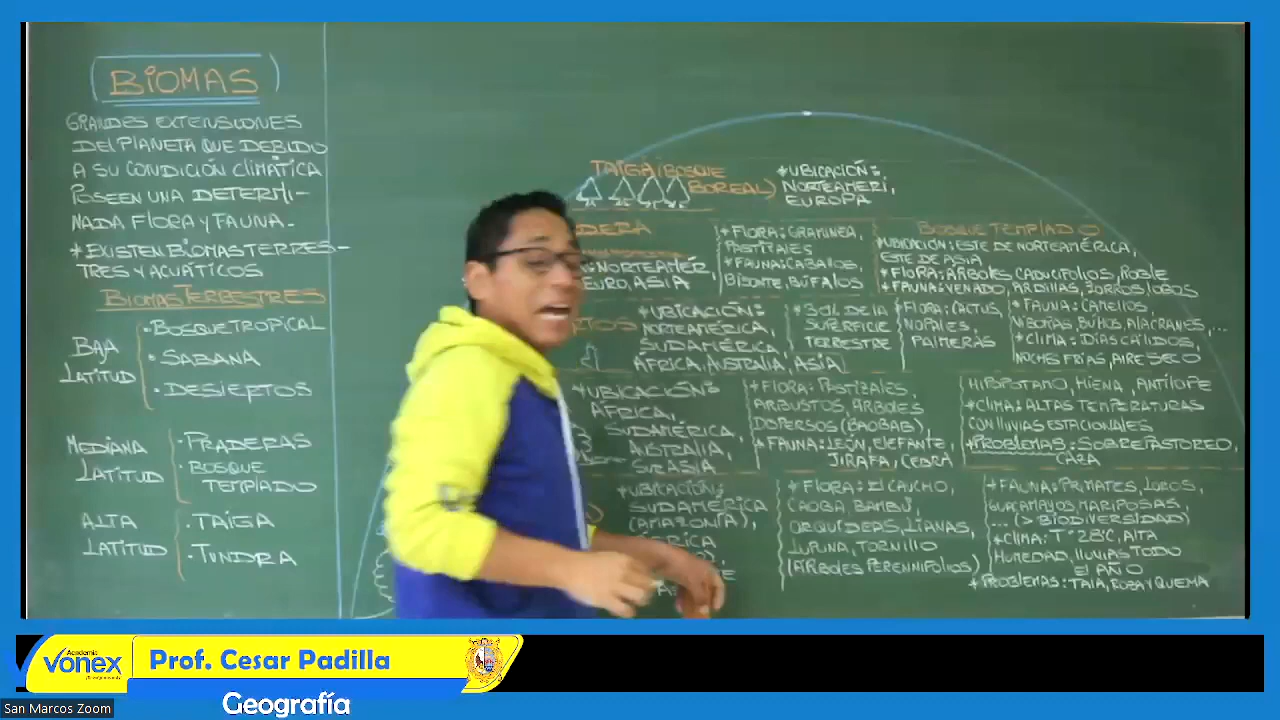 (BIOMAS)
GRANDES EXTENSIONES
DEL PLANETA QUE DEBIDO
A SU CONDICIÓN CLIMÁTICA
POSEEN UNA DETERMI-
NADA FLORA Y FAUNA.
*EXISTEN BIOMAS TERRES-
TRES Y ACUÁTICOS
BIOMAS TERRESTRES
BAJA
LATITUD
• BOSQUE TROPICAL
• SABANA
• DESIERTOS
MEDIANA
LATITUD
• PRADERAS
• BOSQUE
TEMPLADO
ALTA
LATITUD
• TAIGA
• TUNDRA
TAIGA (BOSQUE
BOREAL)
*UBICACIÓN:
NORTEAMERI,
EUROPA
DERA
N: NORTEAMÉR,
EURO, ASIA
*FLORA: GRAMINEA,
PASTIZALES
*FAUNA: CABALLOS,
BISONTE, BÚFALOS
BOSQUE TEMPLADO
*UBICACIÓN: ESTE DE NORTEAMÉRICA,
ESTE DE ASIA
*FLORA: ÁRBOLES CADUCIFOLIOS, ROBLE
*FAUNA: VENADO, ARDILLAS, ZORROS, LOBOS
RTOS
*UBICACIÓN:
NORTEAMÉRICA,
SUDAMÉRICA,
ÁFRICA, AUSTRALIA, ASIA
*30% DE LA
SUPERFICIE
TERRESTRE
*FLORA: CACTUS,
NOPALES,
PALMERAS
*FAUNA: CAMELLOS,
VÍBORAS, BÚHOS, ALACRANES, ...
*CLIMA: DÍAS CÁLIDOS,
NOCHES FRÍAS, AIRE SECO
*UBICACIÓN:
ÁFRICA,
SUDAMÉRICA,
AUSTRALIA,
SUR ASIA
*FLORA: PASTIZALES,
ARBUSTOS, ÁRBOLES
DISPERSOS (BAOBAB),
*FAUNA: LEÓN, ELEFANTE,
JIRAFA, CEBRA
HIPOPOTAMO, HIENA, ANTÍLOPE
*CLIMA: ALTAS TEMPERATURAS
CON LLUVIAS ESTACIONALES
*PROBLEMAS: SOBREPASTOREO,
CAZA
*UBICACIÓN:
SUDAMÉRICA
(AMAZONÍA),
ÁFRICA
*FLORA: EL CAUCHO,
CAOBA, BAMBÚ,
ORQUÍDEAS, LIANAS,
LUPUNA, TORNILLO
(ÁRBOLES PERENNIFOLIOS)
*FAUNA: PRIMATES, LOROS,
GUACAMAYOS, MARIPOSAS,
... (> BIODIVERSIDAD)
*CLIMA: T° 28°C, ALTA
HUMEDAD, LLUVIAS TODO
EL AÑO
*PROBLEMAS: TALA, ROZA Y QUEMA
Academia
vonex
Prof. Cesar Padilla
Geografía
San Marcos Zoom